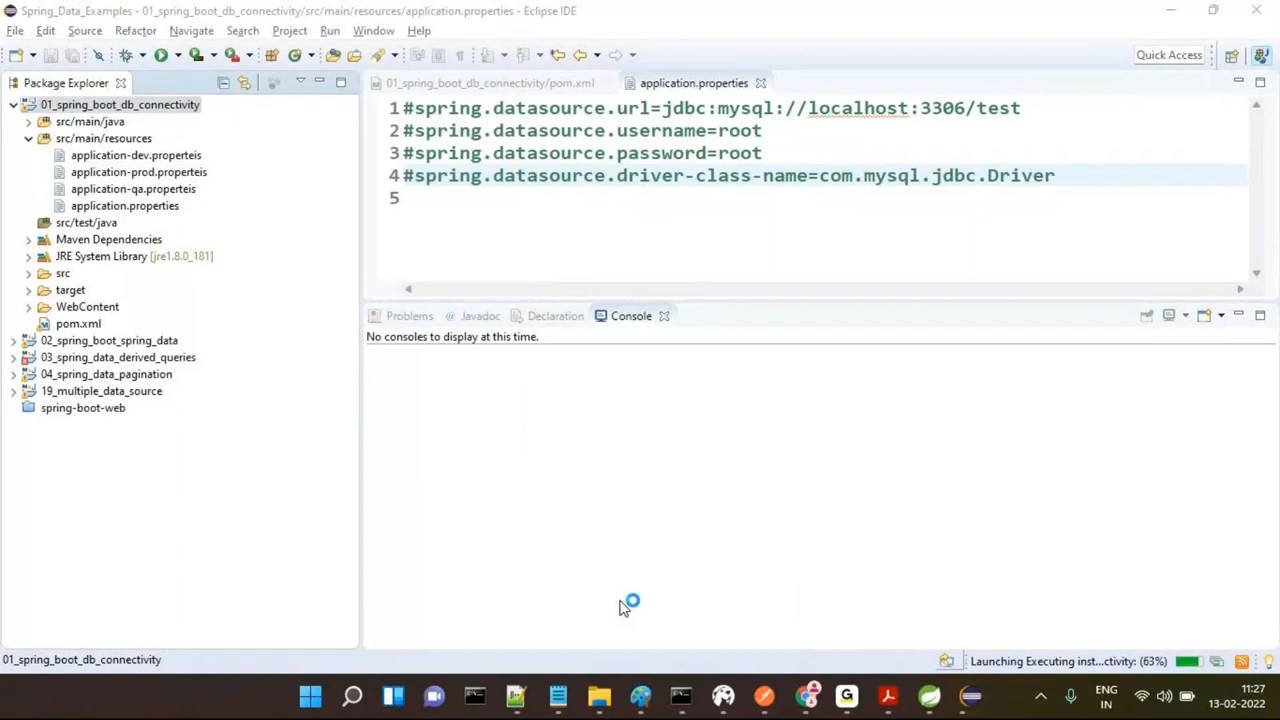 Spring_Data_Examples - 01_spring_boot_db_connectivity/src/main/resources/application.properties - Eclipse IDE
File Edit Source Refactor Navigate Search Project Run Window Help
Quick Access
Package Explorer
01_spring_boot_db_connectivity
src/main/java
src/main/resources
application-dev.properteis
application-prod.properteis
application-qa.properteis
application.properties
src/test/java
Maven Dependencies
JRE System Library [jre1.8.0_181]
src
target
WebContent
pom.xml
02_spring_boot_spring_data
03_spring_data_derived_queries
04_spring_data_pagination
19_multiple_data_source
spring-boot-web
01_spring_boot_db_connectivity/pom.xml application.properties
1 #spring.datasource.url=jdbc:mysql://localhost:3306/test
2 #spring.datasource.username=root
3 #spring.datasource.password=root
4 #spring.datasource.driver-class-name=com.mysql.jdbc.Driver
5
Problems @ Javadoc Declaration Console
No consoles to display at this time.
01_spring_boot_db_connectivity
Launching Executing inst...ctivity: (63%)
ENG
IN
11:27
13-02-2022